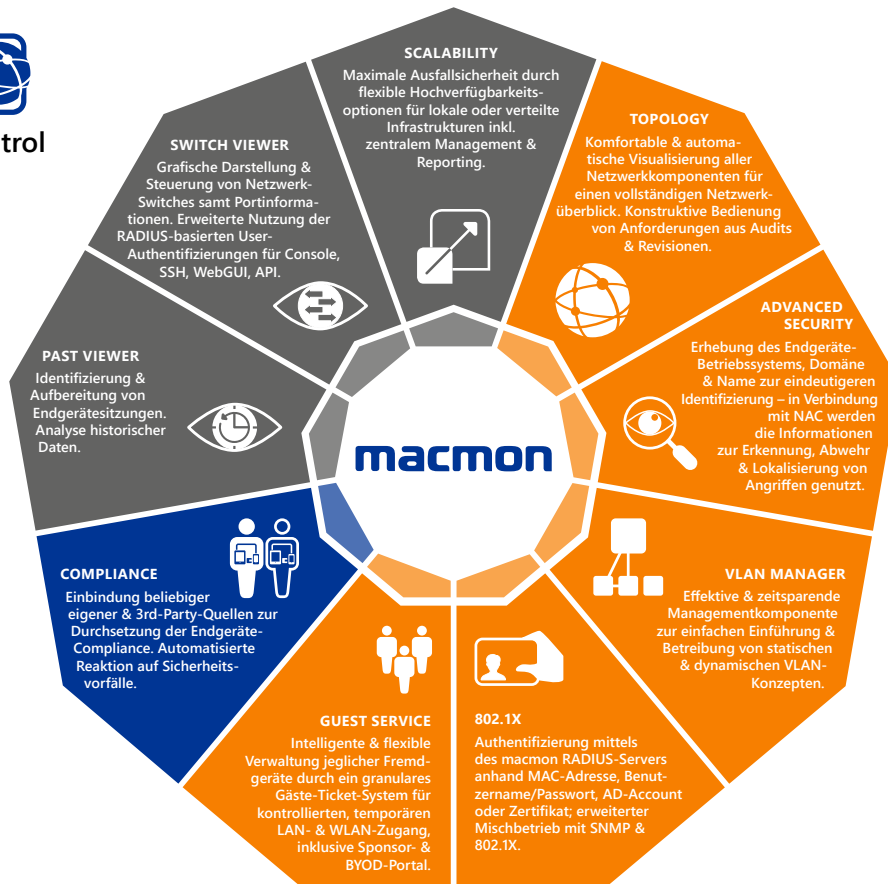 trol
SCALABILITY
Maximale Ausfallsicherheit durch
flexible Hochverfügbarkeits-
optionen für lokale oder verteilte
Infrastrukturen inkl.
zentralem Management &
Reporting.
TOPOLOGY
Komfortable & automa-
tische Visualisierung aller
Netzwerkkomponenten für
einen vollständigen Netzwerk-
überblick. Konstruktive Bedienung
von Anforderungen aus Audits
& Revisionen.
ADVANCED
SECURITY
Erhebung des Endgeräte-
Betriebssystems, Domäne
& Name zur eindeutigeren
Identifizierung – in Verbindung
mit NAC werden
die Informationen
zur Erkennung, Abwehr
& Lokalisierung von
Angriffen genutzt.
VLAN MANAGER
Effektive & zeitsparende
Managementkomponente
zur einfachen Einführung &
Betreibung von statischen
& dynamischen VLAN-
Konzepten.
802.1X
Authentifizierung mittels
des macmon RADIUS-Servers
anhand MAC-Adresse, Benut-
zername/Passwort, AD-Account
oder Zertifikat; erweiterter
Mischbetrieb mit SNMP &
802.1X.
GUEST SERVICE
Intelligente & flexible
Verwaltung jeglicher Fremd-
geräte durch ein granulares
Gäste-Ticket-System für
kontrollierten, temporären
LAN- & WLAN-Zugang,
inklusive Sponsor- &
BYOD-Portal.
COMPLIANCE
Einbindung beliebiger
eigener & 3rd-Party-Quellen zur
Durchsetzung der Endgeräte-
Compliance. Automatisierte
Reaktion auf Sicherheits-
vorfälle.
PAST VIEWER
Identifizierung &
Aufbereitung von
Endgerätesitzungen.
Analyse historischer
Daten.
SWITCH VIEWER
Grafische Darstellung &
Steuerung von Netzwerk-
Switches samt Portinforma-
tionen. Erweiterte Nutzung der
RADIUS-basierten User-
Authentifizierungen für Console,
SSH, WebGUI, API.
macmon